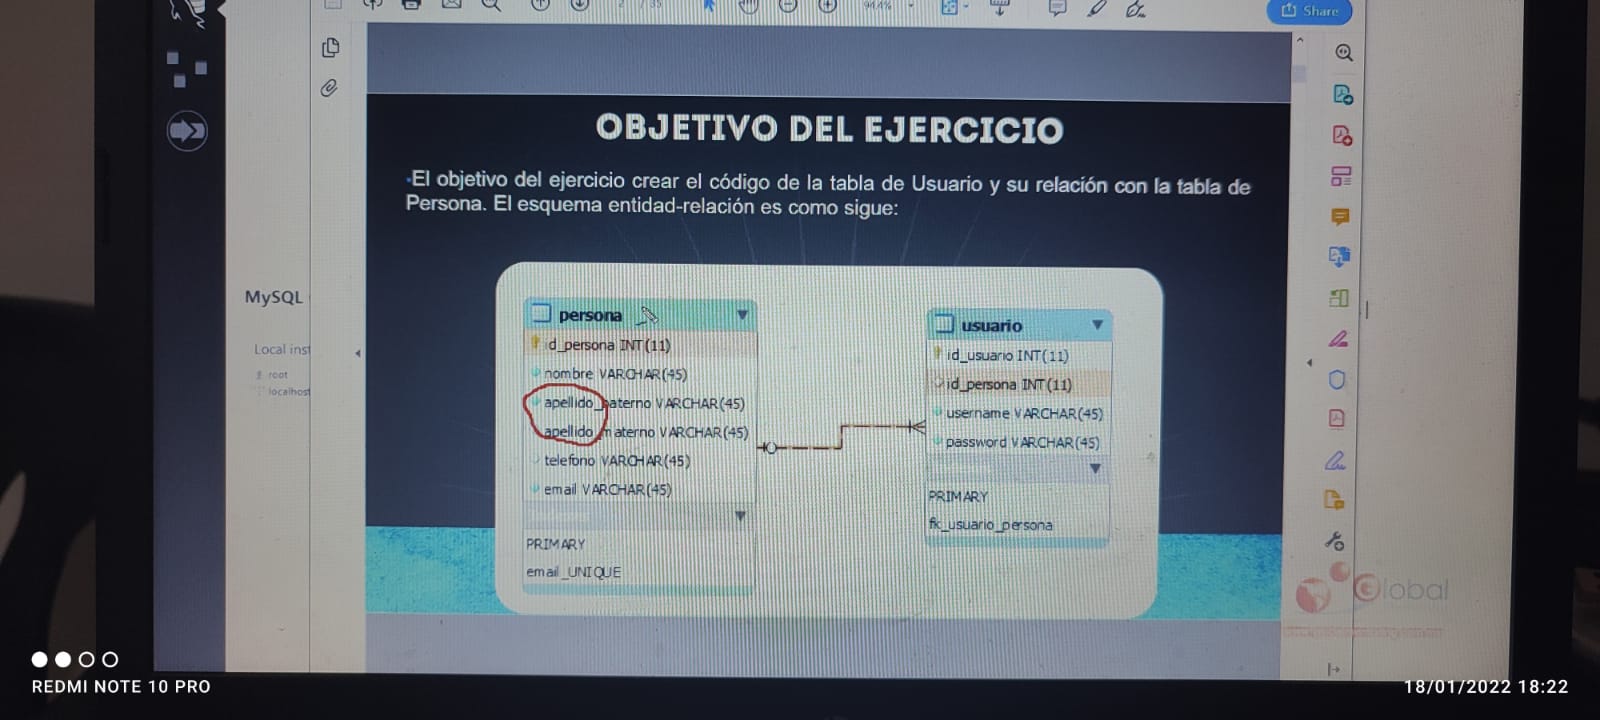 2 / 35
94.4%
Share
OBJETIVO DEL EJERCICIO
•El objetivo del ejercicio crear el código de la tabla de Usuario y su relación con la tabla de
Persona. El esquema entidad-relación es como sigue:
MySQL
Local inst
root
localhost
persona
id_persona INT(11)
nombre VARCHAR(45)
apellido_paterno VARCHAR(45)
apellido_materno VARCHAR(45)
telefono VARCHAR(45)
email VARCHAR(45)
PRIMARY
email_UNIQUE
usuario
id_usuario INT(11)
id_persona INT(11)
username VARCHAR(45)
password VARCHAR(45)
PRIMARY
fk_usuario_persona
Global
REDMI NOTE 10 PRO
18/01/2022 18:22